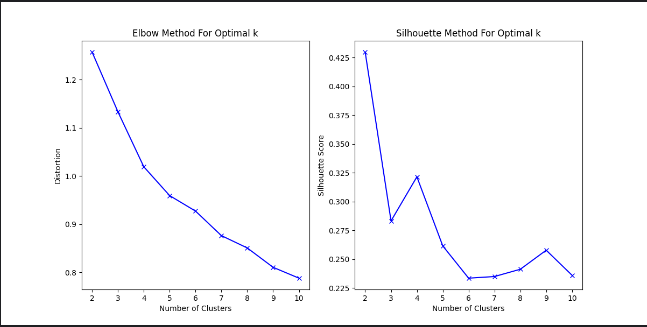 Elbow Method For Optimal k
1.2
1.1
1.0
0.9
0.8
Distortion
2 3 4 5 6 7 8 9 10
Number of Clusters
Silhouette Method For Optimal k
0.425
0.400
0.375
0.350
0.325
0.300
0.275
0.250
0.225
Silhouette Score
2 3 4 5 6 7 8 9 10
Number of Clusters